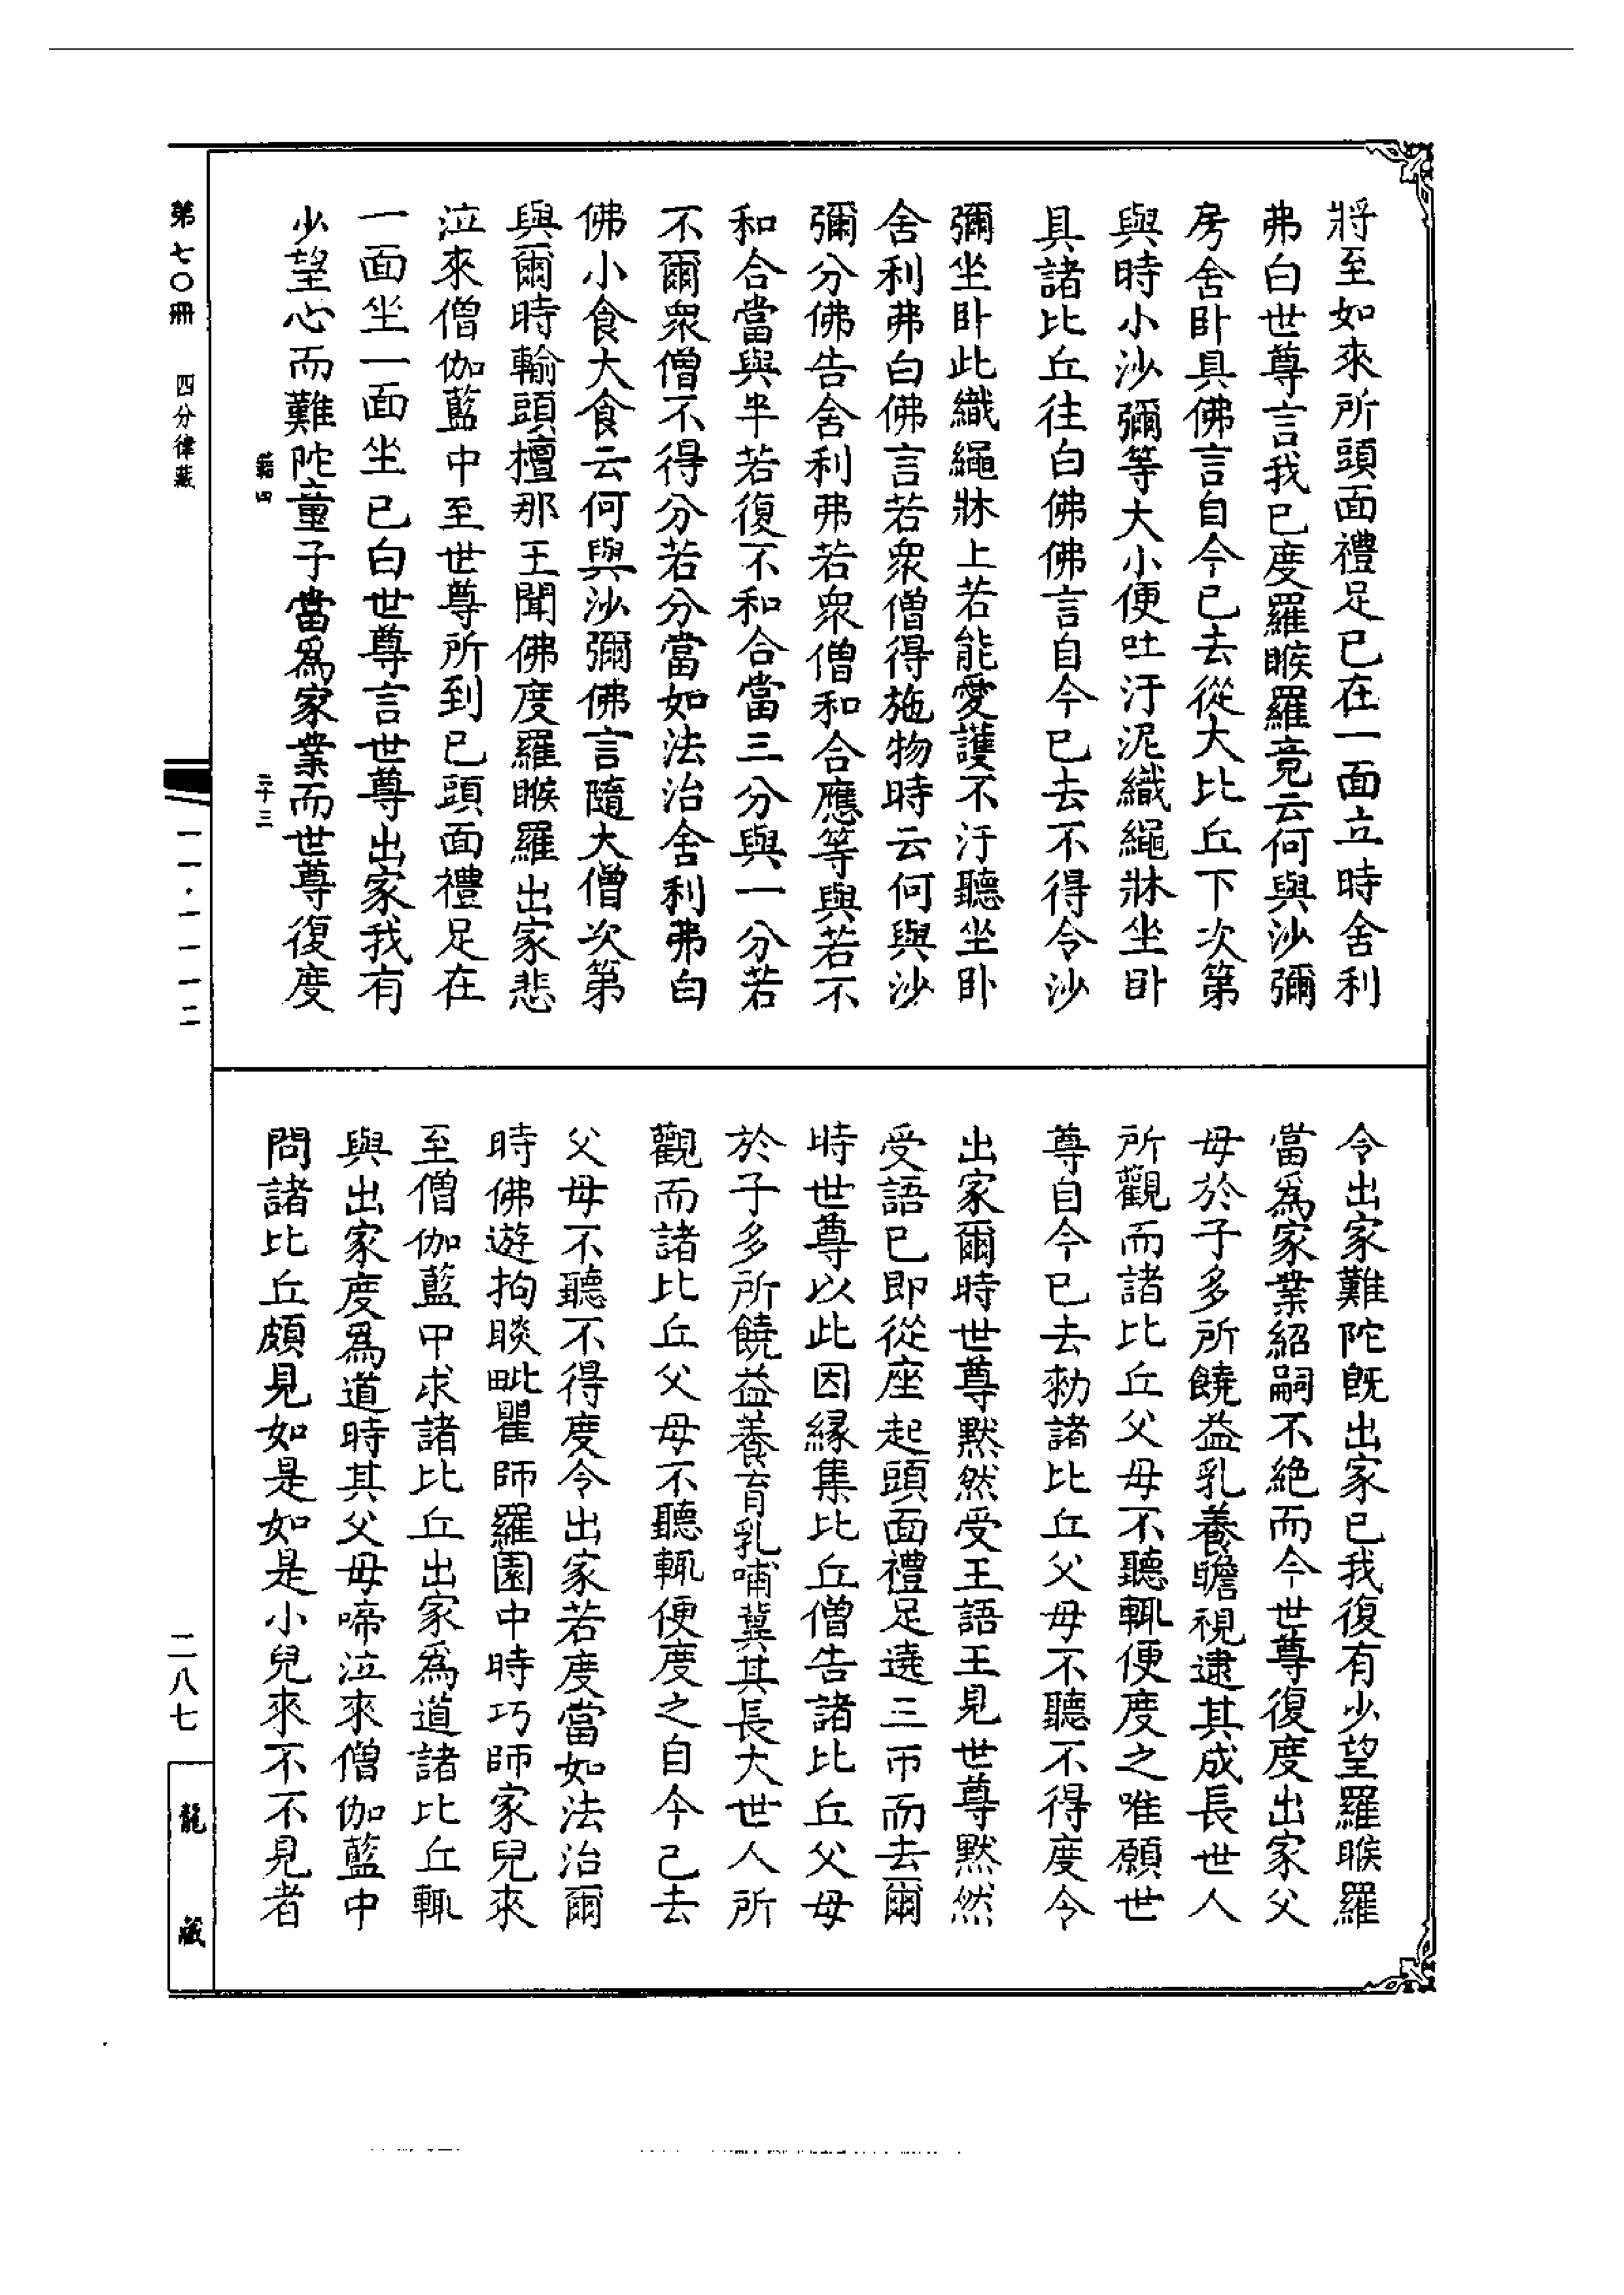 將至如來所頭面禮足已在一面立時舍利
弗白世尊言我已度羅睺羅竟云何與沙彌
房舍卧具佛言自今已去從大比丘下次第
與時小沙彌等大小便吐汙泥織繩牀坐卧
具諸比丘往白佛佛言自今已去不得令沙
彌坐卧此織繩牀上若能愛護不汙聽坐卧
舍利弗白佛言若衆僧得施物時云何與沙
彌分佛告舍利弗若衆僧和合應等與若不
和合當與半若復不和合當三分與一分若
不爾衆僧不得分若分當如法治舍利弗白
佛小食大食云何與沙彌佛言隨大僧次第
與爾時輸頭檀那王聞佛度羅睺羅出家悲
泣來僧伽藍中至世尊所到已頭面禮足在
一面坐一面坐已白世尊言世尊出家我有
少望心而難陀童子當爲家業而世尊復度
令出家難陀旣出家已我復有少望羅睺羅
當爲家業紹嗣不絶而今世尊復度出家父
母於子多所饒益乳養瞻視逮其成長世人
所觀而諸比丘父母不聽輒便度之唯願世
尊自今已去勑諸比丘父母不聽不得度令
出家爾時世尊默然受王語王見世尊默然
受語已即從座起頭面禮足遶三帀而去爾
時世尊以此因緣集比丘僧告諸比丘父母
於子多所饒益養育乳哺冀其長大世人所
觀而諸比丘父母不聽輒便度之自今已去
父母不聽不得度令出家若度當如法治爾
時佛遊拘睒毗瞿師羅園中時巧師家兒來
至僧伽藍中求諸比丘出家爲道諸比丘輒
與出家度爲道時其父母啼泣來僧伽藍中
問諸比丘頗見如是如是小兒來不不見者
第七〇冊　四分律藏
四
二十三
一一·一一一二
二八七
龍藏